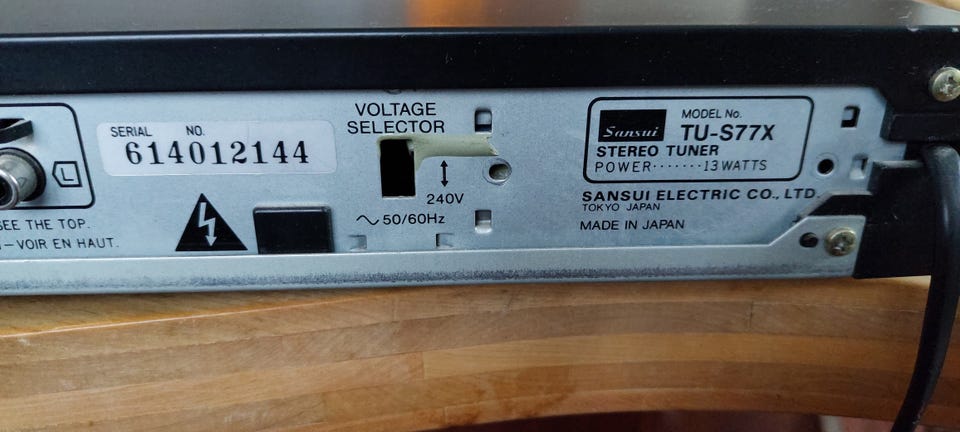 L
SEE THE TOP.
-VOIR EN HAUT.
SERIAL NO.
614012144
VOLTAGE
SELECTOR
240V
~ 50/60Hz
Sansui
MODEL No.
TU-S77X
STEREO TUNER
POWER·······13 WATTS
SANSUI ELECTRIC CO., LTD.
TOKYO JAPAN
MADE IN JAPAN